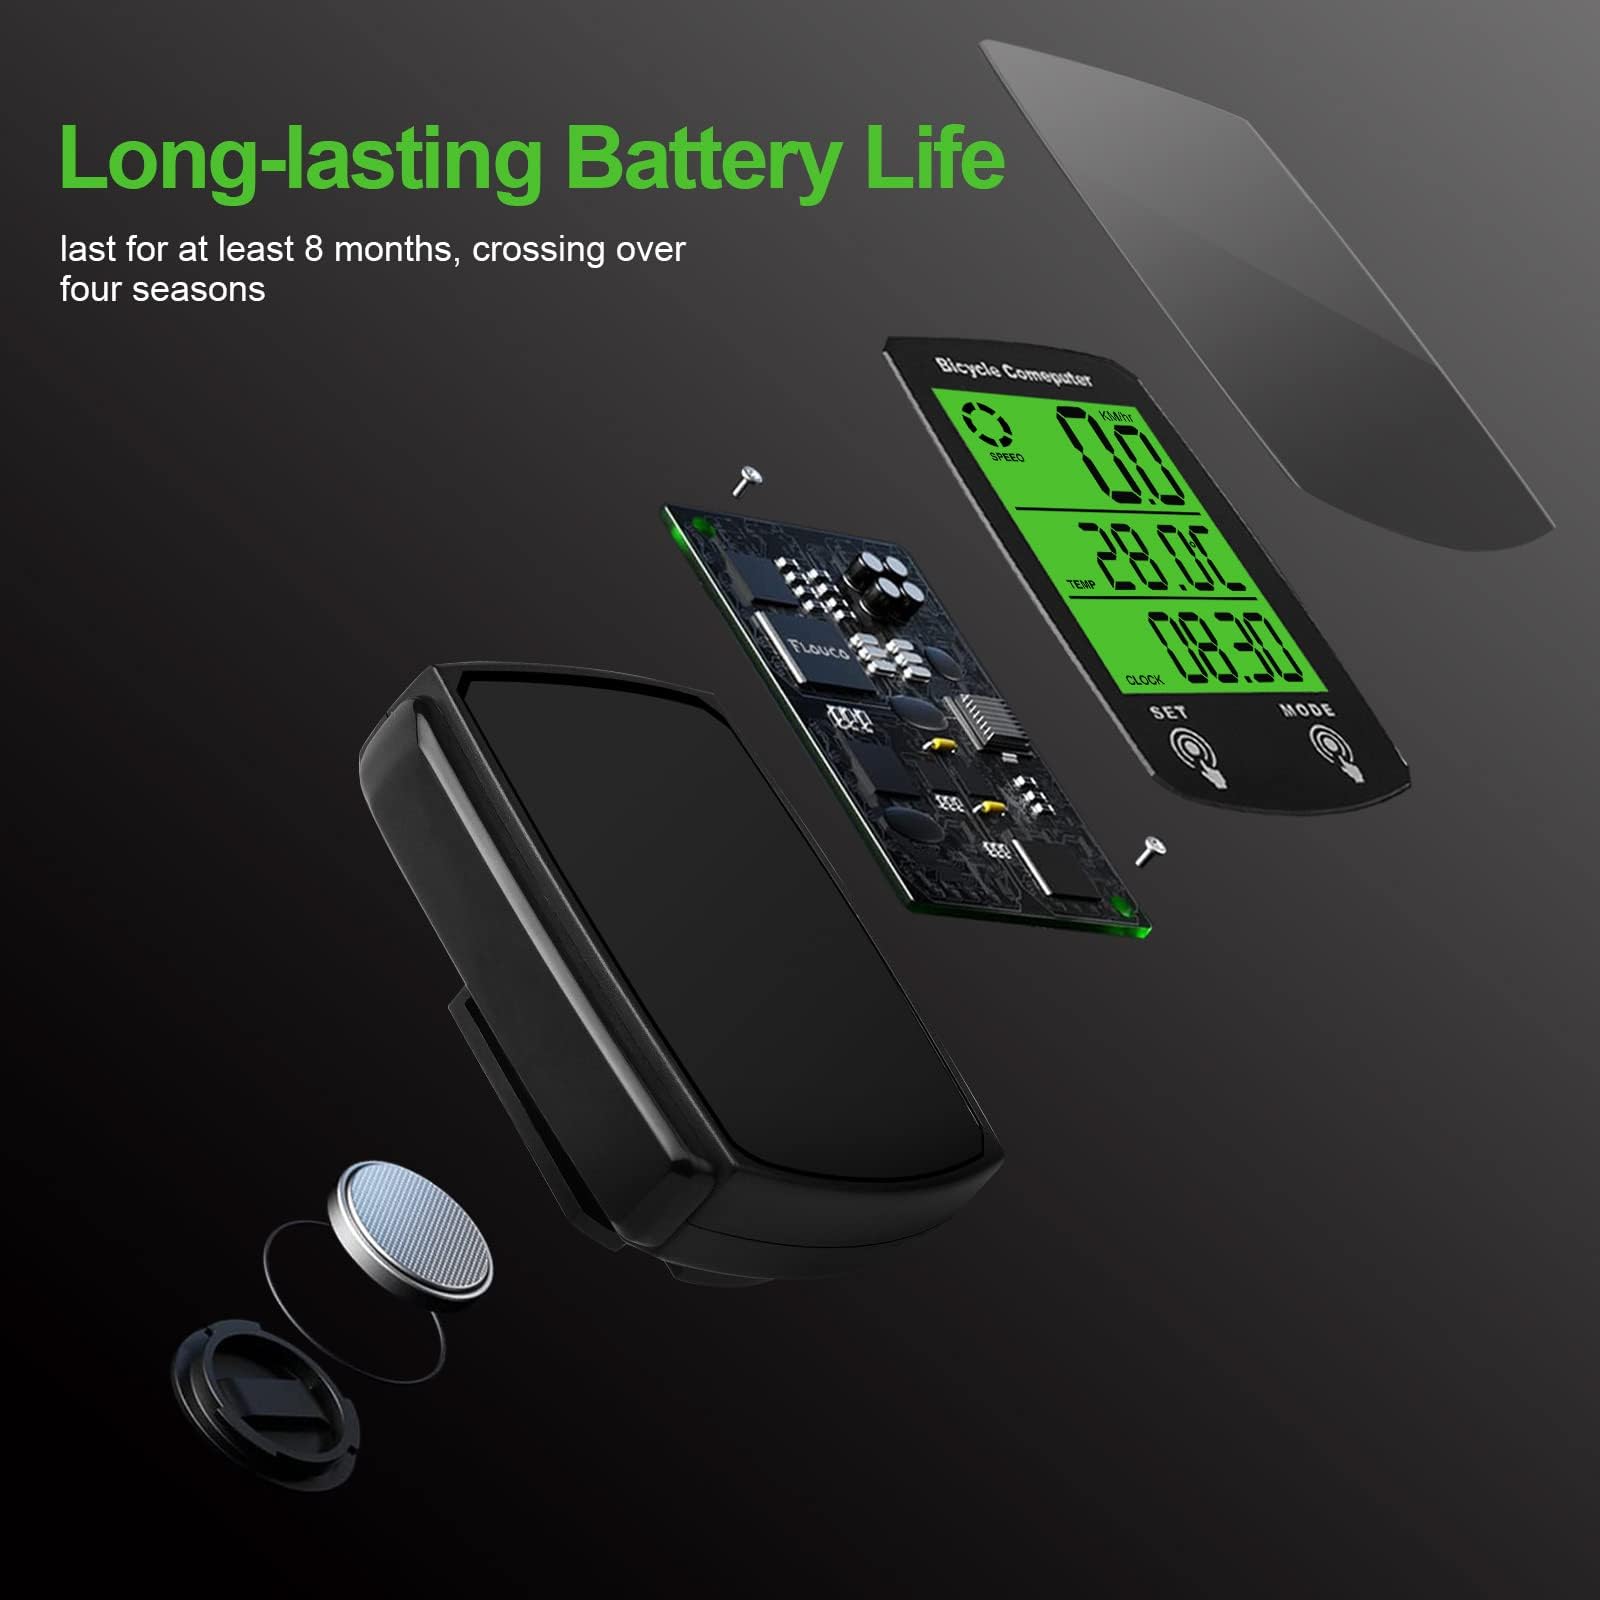 Long-lasting Battery Life
last for at least 8 months, crossing over
four seasons
Bicycle Comeputer
KM/hr
0.0
SPEED
28.0°C
TEMP
08:30
CLOCK
SET
MODE
FLOUCO